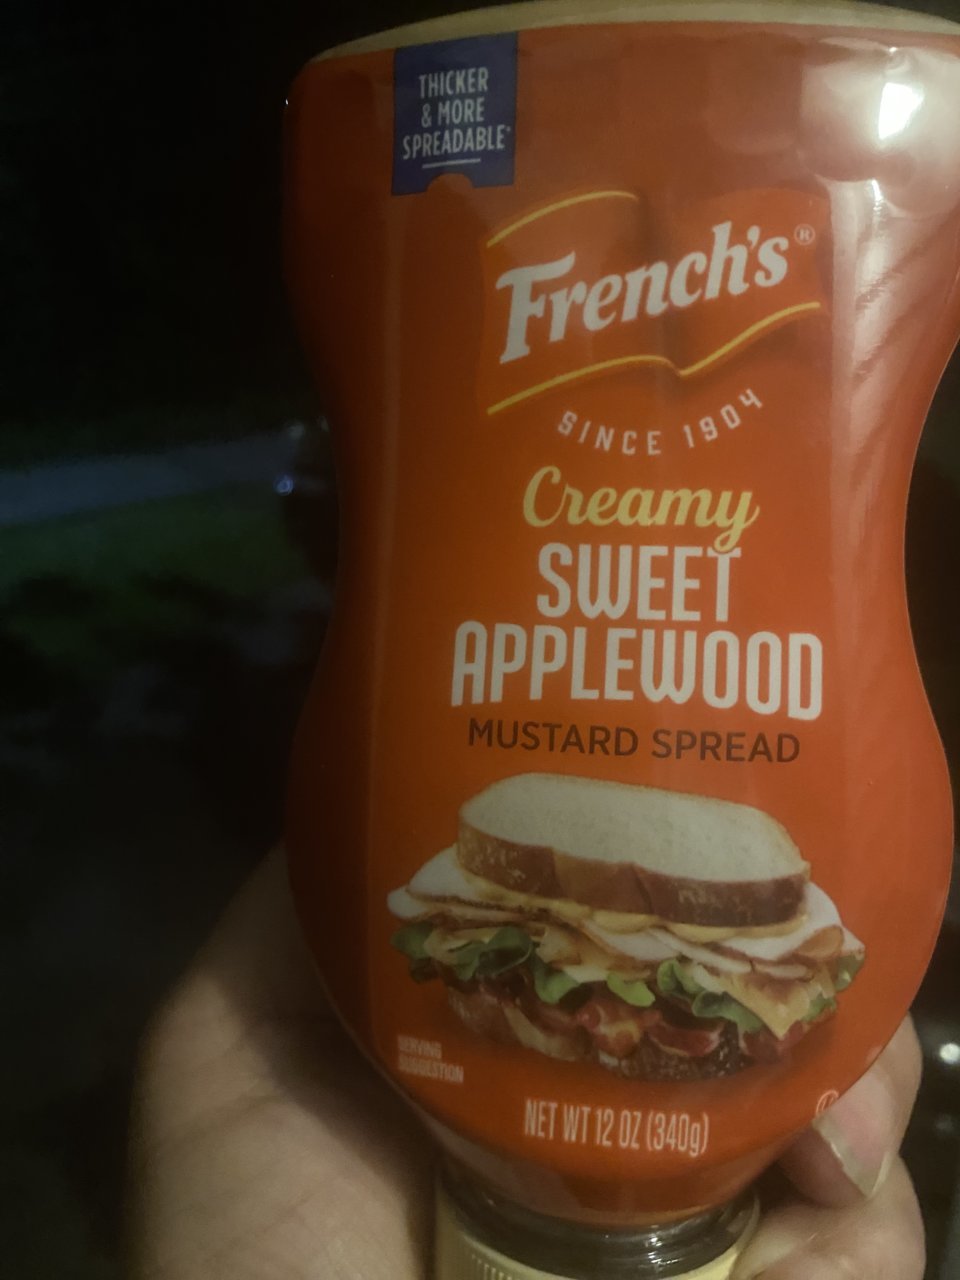 THICKER
& MORE
SPREADABLE*
French's®
SINCE 1904
Creamy
SWEET
APPLEWOOD
MUSTARD SPREAD
SERVING
SUGGESTION
NET WT 12 OZ (340g)